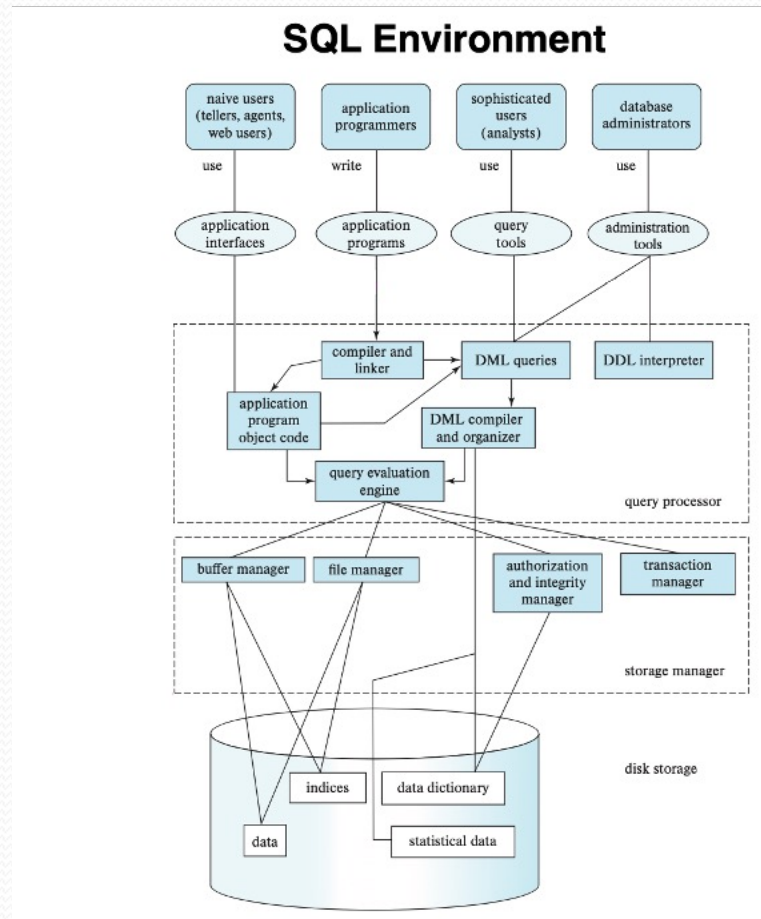 SQL Environment
naive users
(tellers, agents,
web users)
application
programmers
sophisticated
users
(analysts)
database
administrators
use
write
use
use
application
interfaces
application
programs
query
tools
administration
tools
compiler and
linker
DML queries
DDL interpreter
application
program
object code
DML compiler
and organizer
query evaluation
engine
query processor
buffer manager
file manager
authorization
and integrity
manager
transaction
manager
storage manager
disk storage
indices
data dictionary
data
statistical data